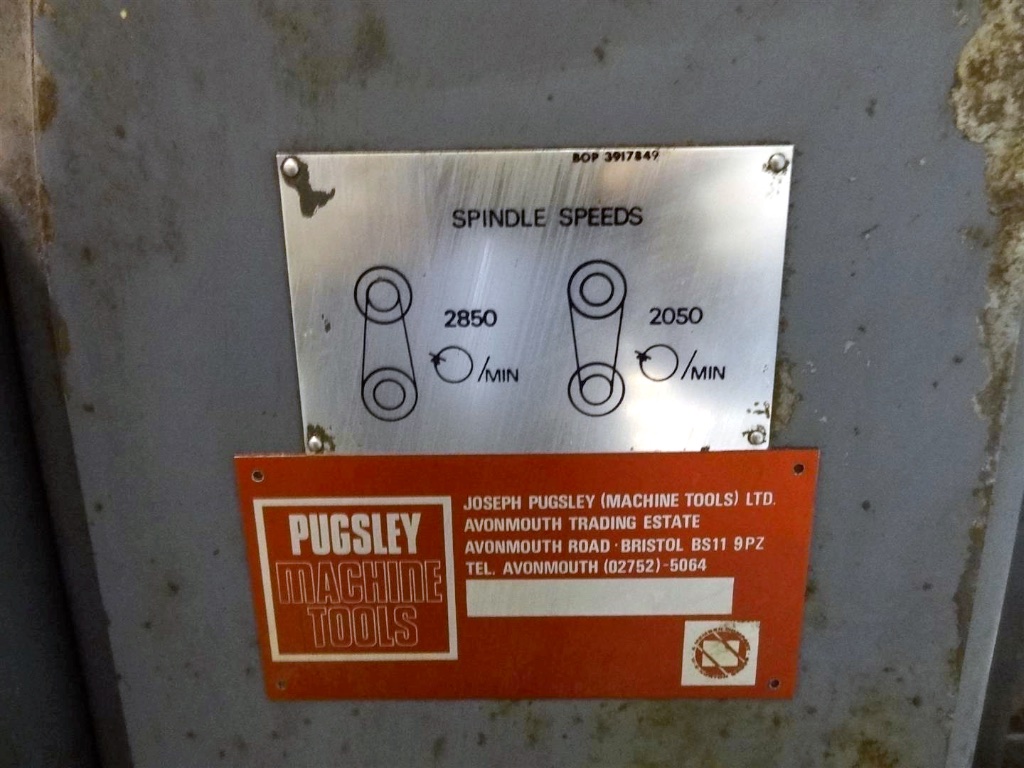 BOP 3917849
SPINDLE SPEEDS
2850
/MIN
2050
/MIN
PUGSLEY
MACHINE
TOOLS
JOSEPH PUGSLEY (MACHINE TOOLS) LTD.
AVONMOUTH TRADING ESTATE
AVONMOUTH ROAD · BRISTOL BS11 9PZ
TEL. AVONMOUTH (02752)-5064